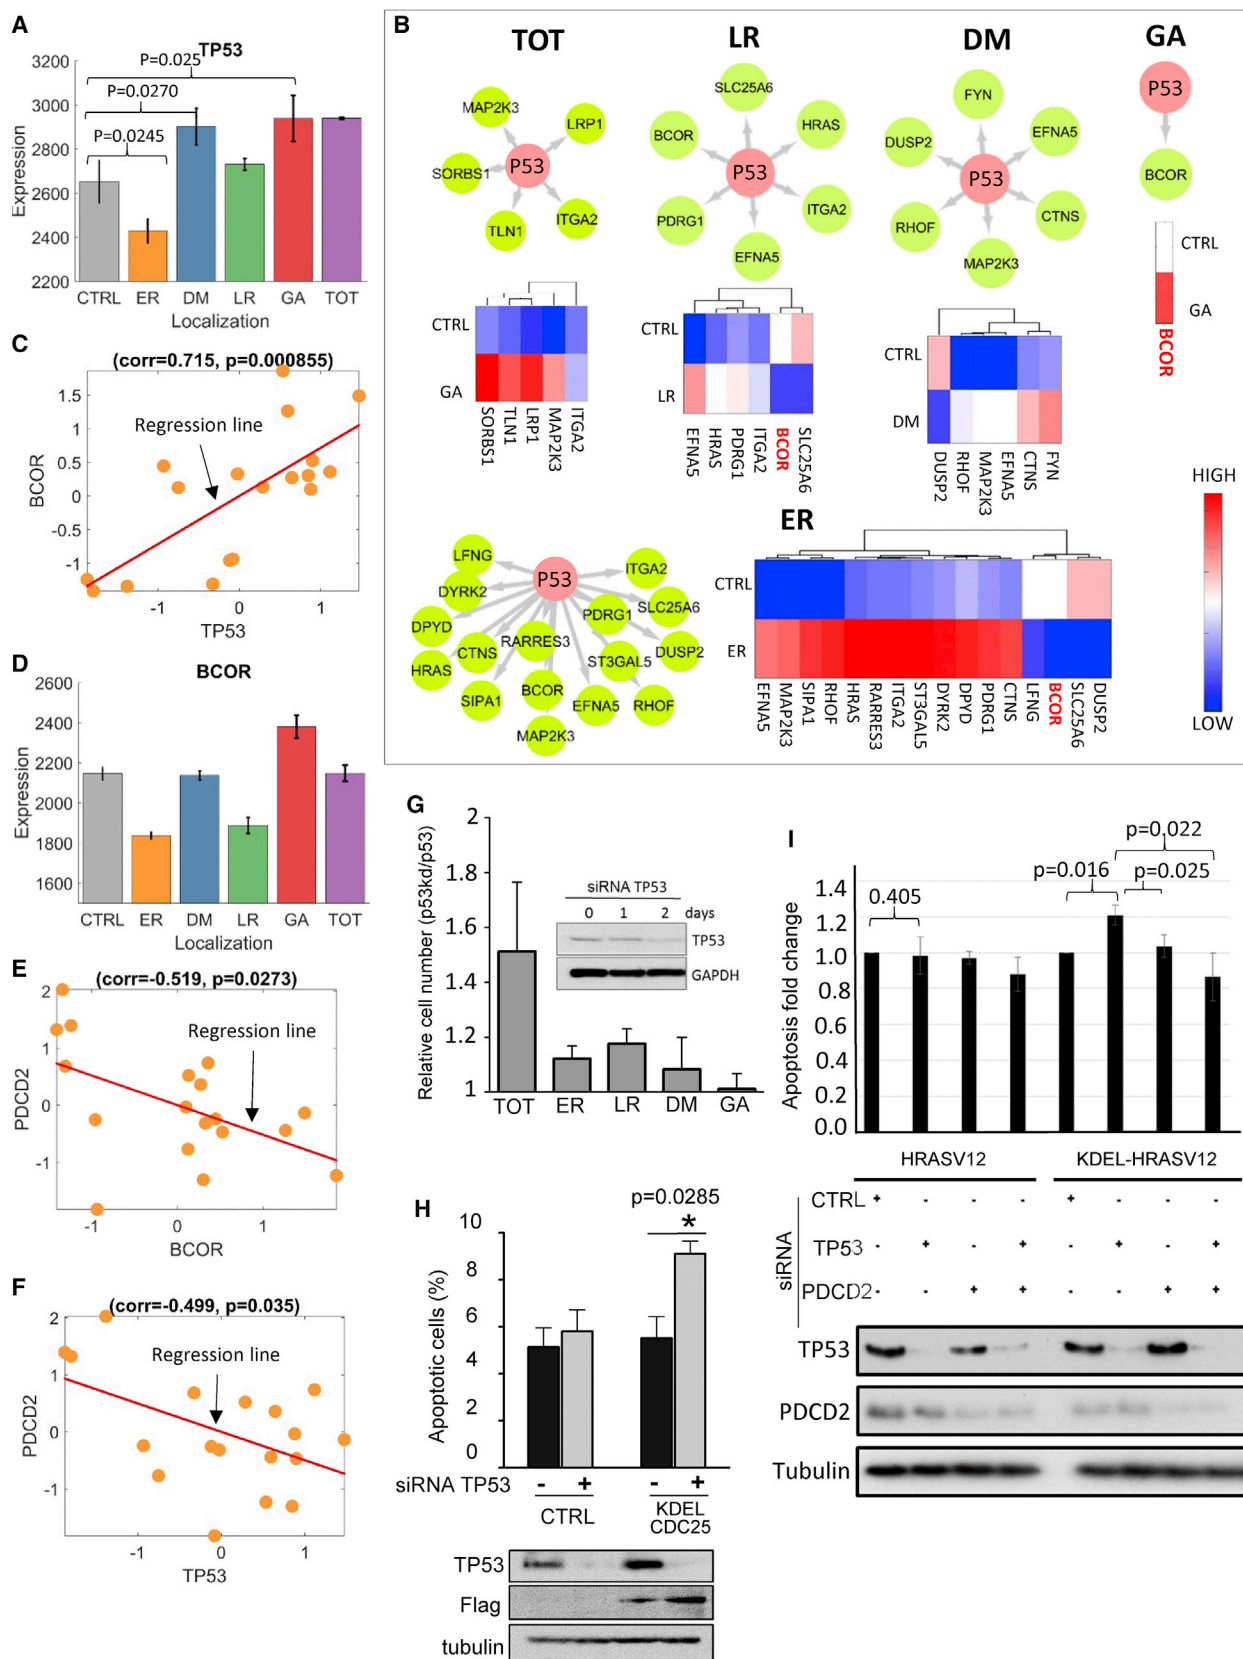 A
TP53
P=0.025
P=0.0270
P=0.0245
3200
3000
2800
2600
2400
2200
Expression
CTRL ER DM LR GA TOT
Localization
B
TOT
MAP2K3
LRP1
P53
SORBS1
TLN1
ITGA2
CTRL
GA
SORBS1
TLN1
LRP1
MAP2K3
ITGA2
LR
SLC25A6
BCOR
HRAS
P53
PDRG1
ITGA2
EFNA5
CTRL
LR
EFNA5
HRAS
PDRG1
ITGA2
BCOR
SLC25A6
DM
FYN
DUSP2
EFNA5
P53
RHOF
CTNS
MAP2K3
CTRL
DM
DUSP2
RHOF
MAP2K3
EFNA5
CTNS
FYN
GA
P53
BCOR
CTRL
GA
BCOR
ER
LFNG
P53
ITGA2
DYRK2
PDRG1
SLC25A6
DPYD
RARRES3
CTNS
DUSP2
HRAS
ST3GAL5
SIPA1
BCOR
EFNA5
RHOF
MAP2K3
CTRL
ER
EFNA5
MAP2K3
SIPA1
RHOF
HRAS
RARRES3
ITGA2
ST3GAL5
DYRK2
DPYD
PDRG1
CTNS
LFNG
BCOR
SLC25A6
DUSP2
HIGH
LOW
C
(corr=0.715, p=0.000855)
Regression line
1.5
1
0.5
0
-0.5
-1
BCOR
-1 0 1
TP53
D
BCOR
2600
2400
2200
2000
1800
1600
Expression
CTRL ER DM LR GA TOT
Localization
E
(corr=-0.519, p=0.0273)
Regression line
2
1
0
-1
PDCD2
-1 0 1
BCOR
F
(corr=-0.499, p=0.035)
Regression line
2
1
0
-1
PDCD2
-1 0 1
TP53
G
Relative cell number (p53kd/p53)
2
1.8
1.6
1.4
1.2
1
siRNA TP53
0 1 2 days
TP53
GAPDH
TOT ER LR DM GA
H
p=0.0285
*
Apoptotic cells (%)
10
8
6
4
2
0
siRNA TP53 - + - +
CTRL
KDEL
CDC25
TP53
Flag
tubulin
I
p=0.022
p=0.016
p=0.025
0.405
Apoptosis fold change
1.4
1.2
1.0
0.8
0.6
0.4
0.2
0.0
HRASV12
KDEL-HRASV12
siRNA
CTRL + - - - + - - -
TP53 - + - + - + - +
PDCD2 - - + + - - + +
TP53
PDCD2
Tubulin